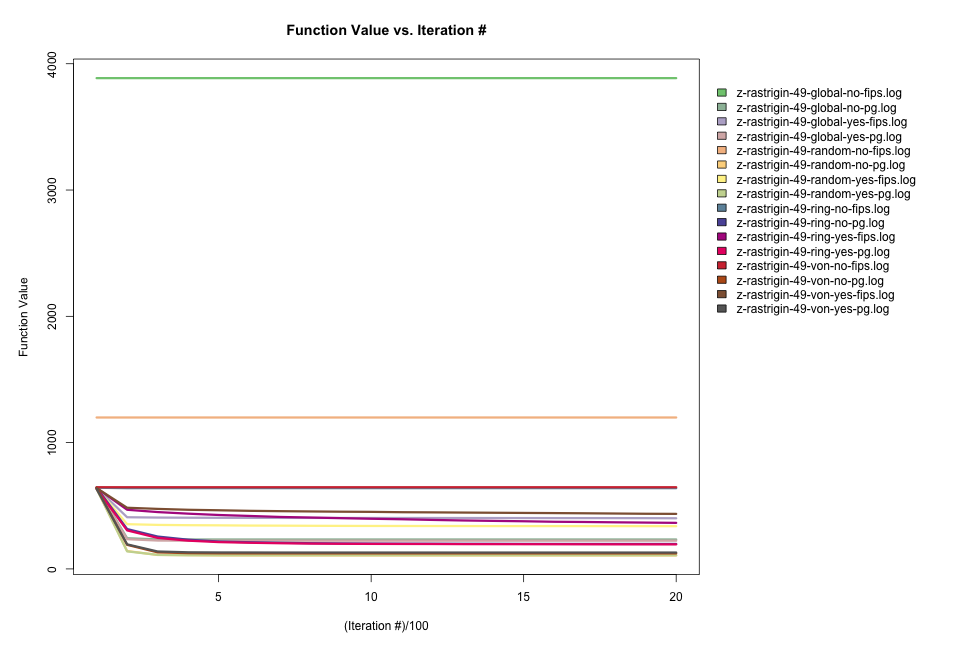 Function Value vs. Iteration #
4000
3000
2000
1000
0
Function Value
5
10
15
20
(Iteration #)/100
z-rastrigin-49-global-no-fips.log
z-rastrigin-49-global-no-pg.log
z-rastrigin-49-global-yes-fips.log
z-rastrigin-49-global-yes-pg.log
z-rastrigin-49-random-no-fips.log
z-rastrigin-49-random-no-pg.log
z-rastrigin-49-random-yes-fips.log
z-rastrigin-49-random-yes-pg.log
z-rastrigin-49-ring-no-fips.log
z-rastrigin-49-ring-no-pg.log
z-rastrigin-49-ring-yes-fips.log
z-rastrigin-49-ring-yes-pg.log
z-rastrigin-49-von-no-fips.log
z-rastrigin-49-von-no-pg.log
z-rastrigin-49-von-yes-fips.log
z-rastrigin-49-von-yes-pg.log